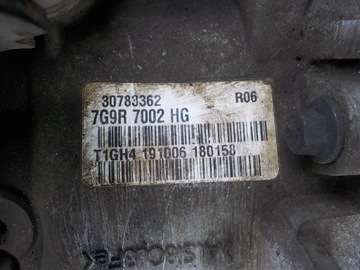 30783362 R06
7G9R 7002 HG
T1GH4 191006 180158